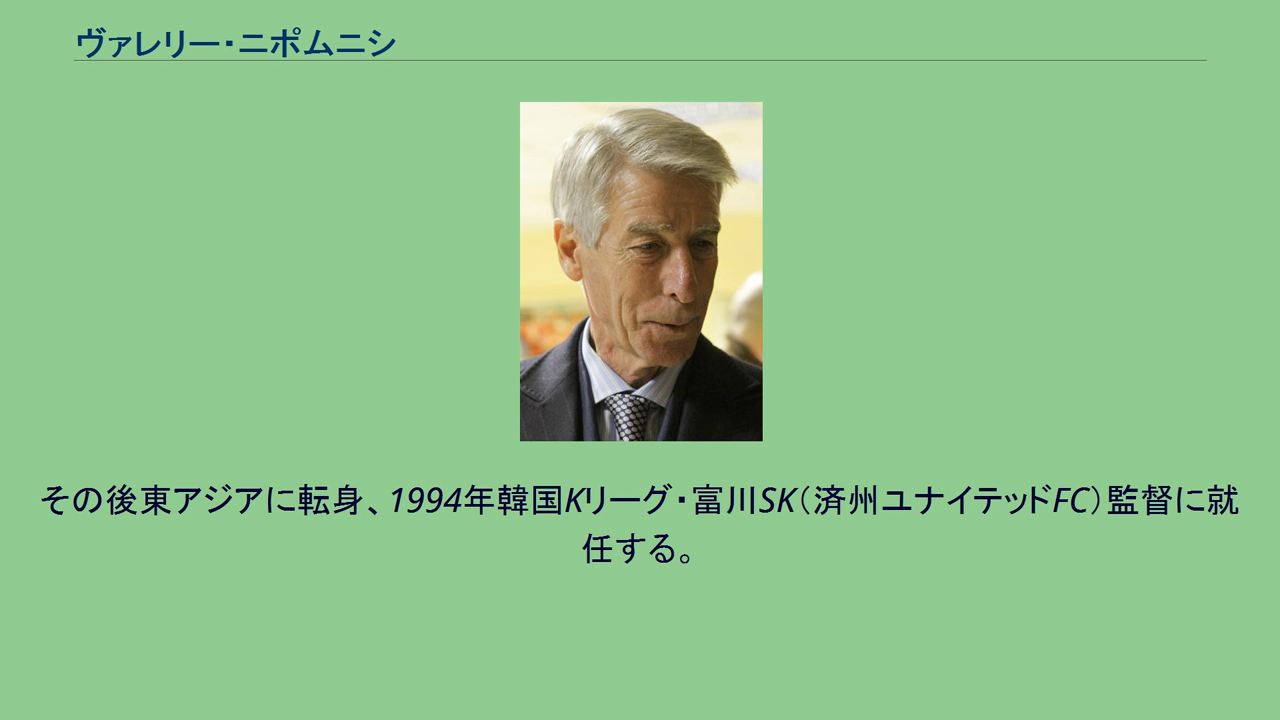 ヴァレリー・ニポムニシ
その後東アジアに転身、1994年韓国Kリーグ・富川SK（済州ユナイテッドFC）監督に就
任する。